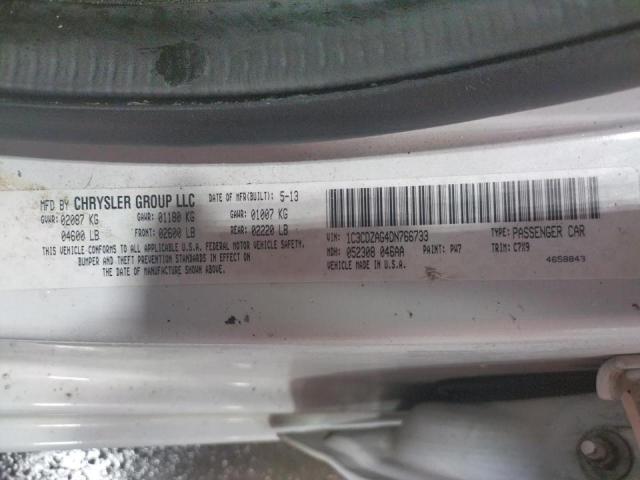 MFD BY CHRYSLER GROUP LLC DATE OF MFR(BUILT): 5-13
GVWR: 02087 KG GAWR: 01180 KG GAWR: 01007 KG
04600 LB FRONT: 02600 LB REAR: 02220 LB
THIS VEHICLE CONFORMS TO ALL APPLICABLE U.S.A. FEDERAL MOTOR VEHICLE SAFETY,
BUMPER AND THEFT PREVENTION STANDARDS IN EFFECT ON
THE DATE OF MANUFACTURE SHOWN ABOVE.
VIN: 1C3CDZAG4DN766733 TYPE: PASSENGER CAR
MDH: 052308 046AA PAINT: PW7 TRIM: C7X9
VEHICLE MADE IN U.S.A. 4658843